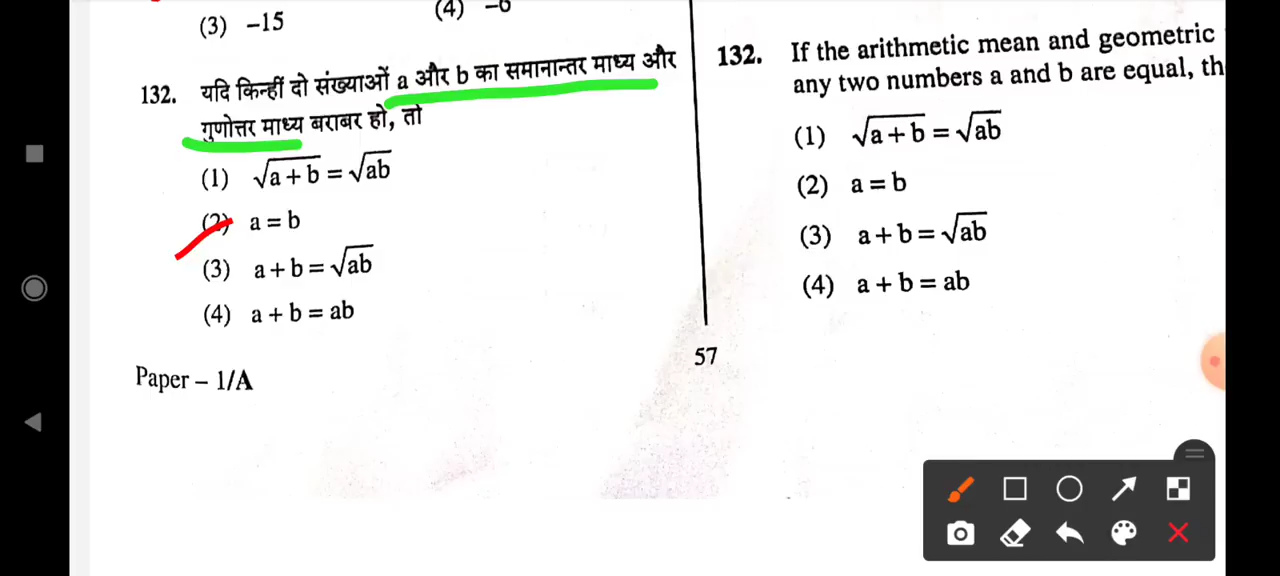 (3) -15
(4) -6
132. यदि किन्हीं दो संख्याओं a और b का समानान्तर माध्य और
गुणोत्तर माध्य बराबर हो, तो
(1) √(a + b) = √(ab)
(2) a = b
(3) a + b = √(ab)
(4) a + b = ab
Paper – 1/A
132. If the arithmetic mean and geometric
any two numbers a and b are equal, th
(1) √(a + b) = √(ab)
(2) a = b
(3) a + b = √(ab)
(4) a + b = ab
57